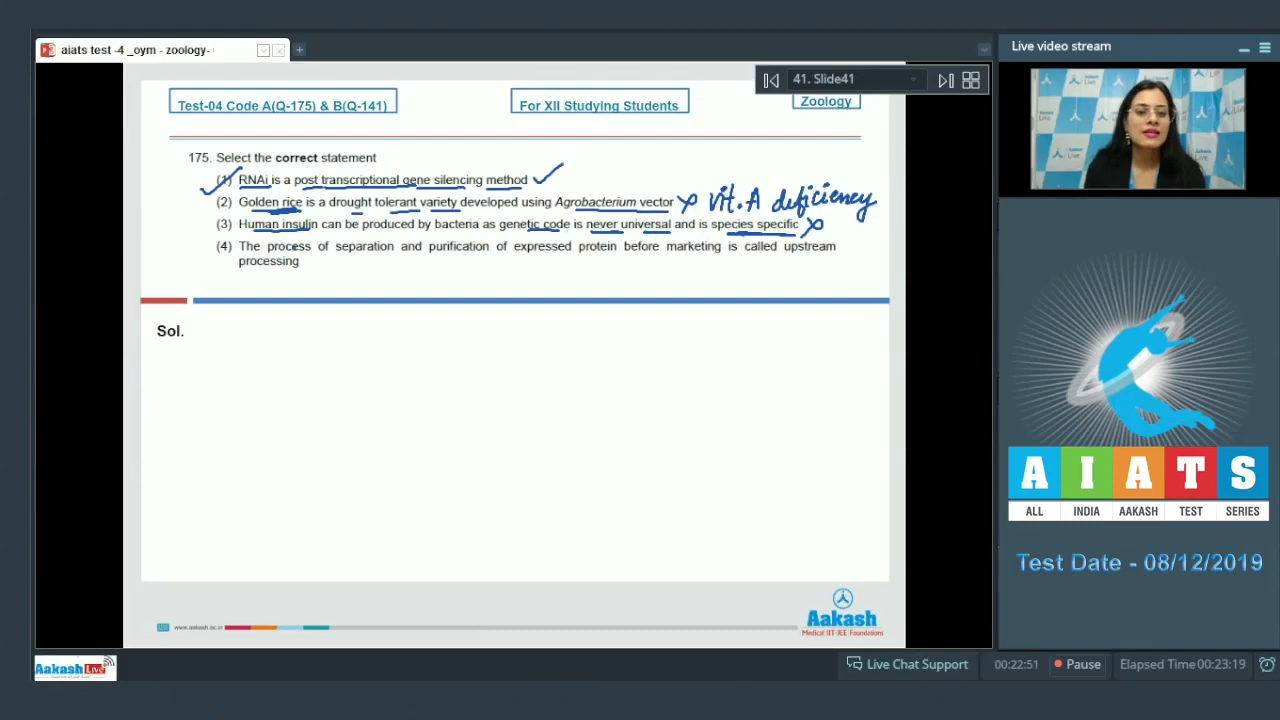 aiats test -4 _oym - zoology-
Live video stream
41. Slide41
Test-04 Code A(Q-175) & B(Q-141)
For XII Studying Students
Zoology
175. Select the correct statement
(1) RNAi is a post transcriptional gene silencing method
(2) Golden rice is a drought tolerant variety developed using Agrobacterium vector
vit. A deficiency
(3) Human insulin can be produced by bacteria as genetic code is never universal and is species specific
(4) The process of separation and purification of expressed protein before marketing is called upstream
processing
Sol.
A I A T S
ALL INDIA AAKASH TEST SERIES
Test Date - 08/12/2019
www.aakash.ac.in
Aakash
Medical|IIT-JEE|Foundations
Aakash Live
Live Chat Support
00:22:51
Pause
Elapsed Time 00:23:19